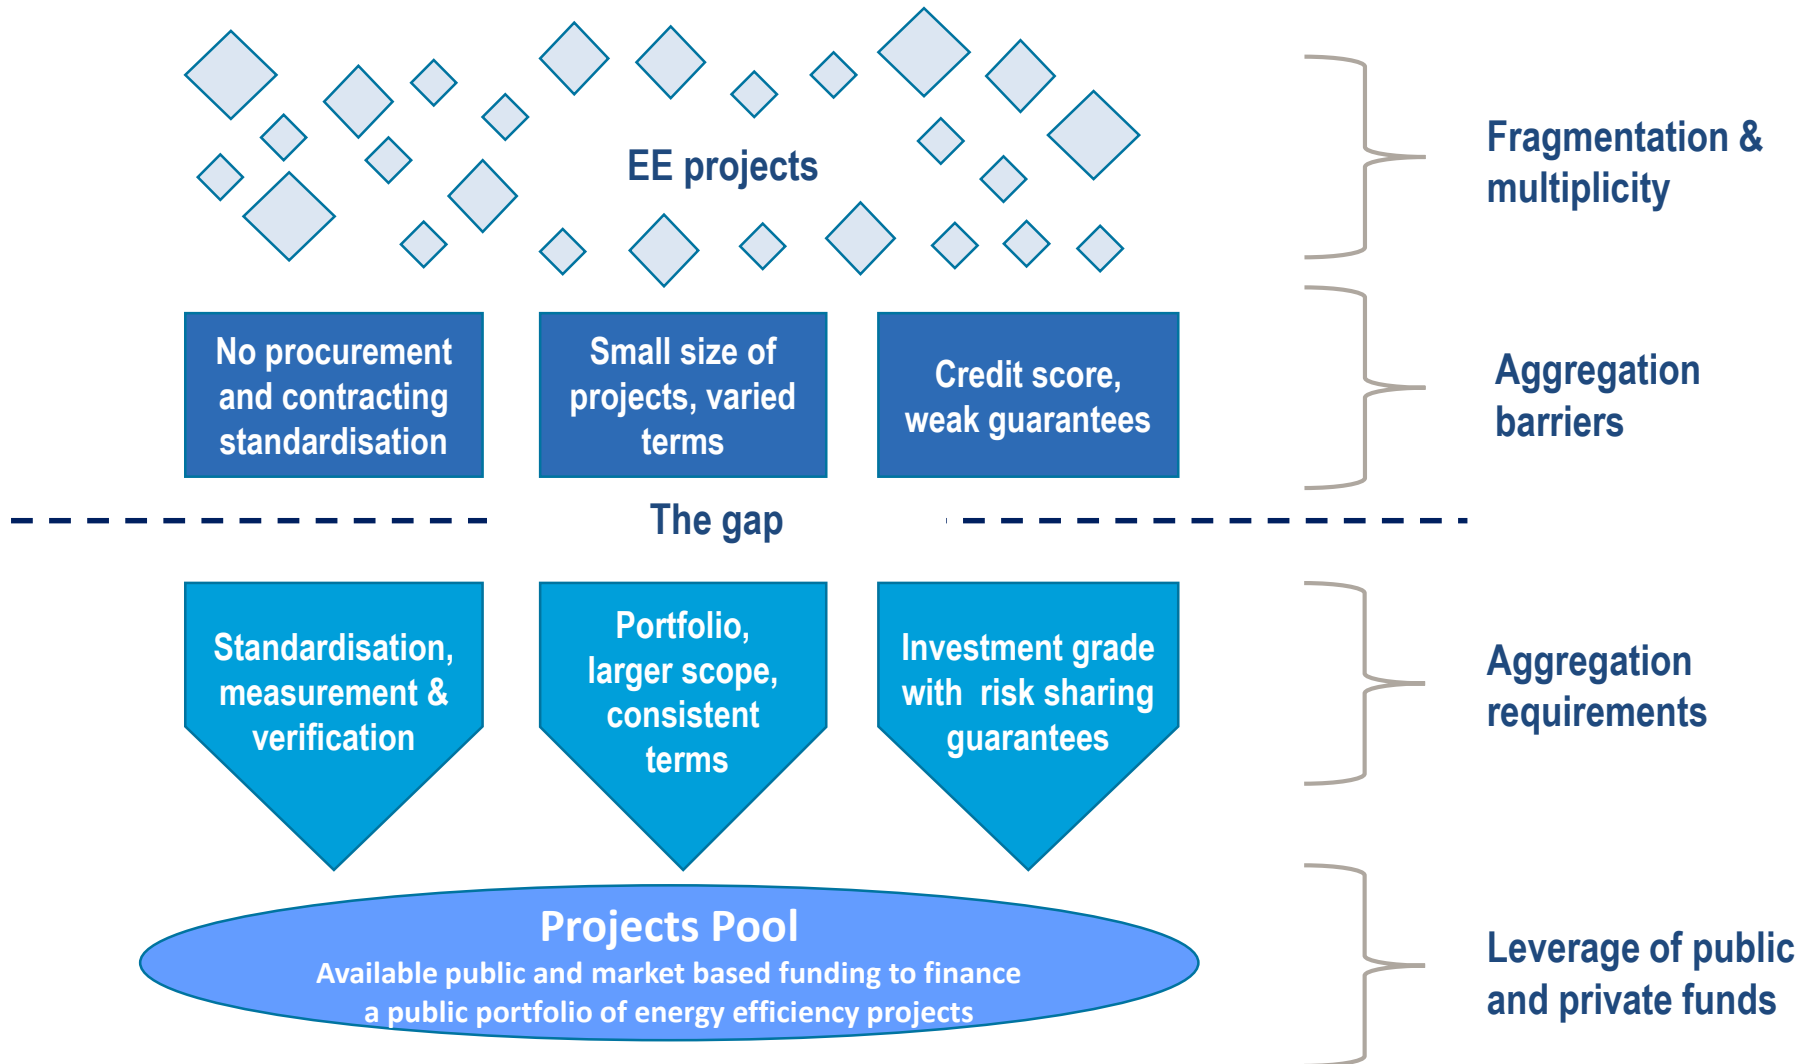 EE projects
Fragmentation &
multiplicity
No procurement
and contracting
standardisation
Small size of
projects, varied
terms
Credit score,
weak guarantees
Aggregation
barriers
The gap
Standardisation,
measurement &
verification
Portfolio,
larger scope,
consistent
terms
Investment grade
with risk sharing
guarantees
Aggregation
requirements
Projects Pool
Available public and market based funding to finance
a public portfolio of energy efficiency projects
Leverage of public
and private funds